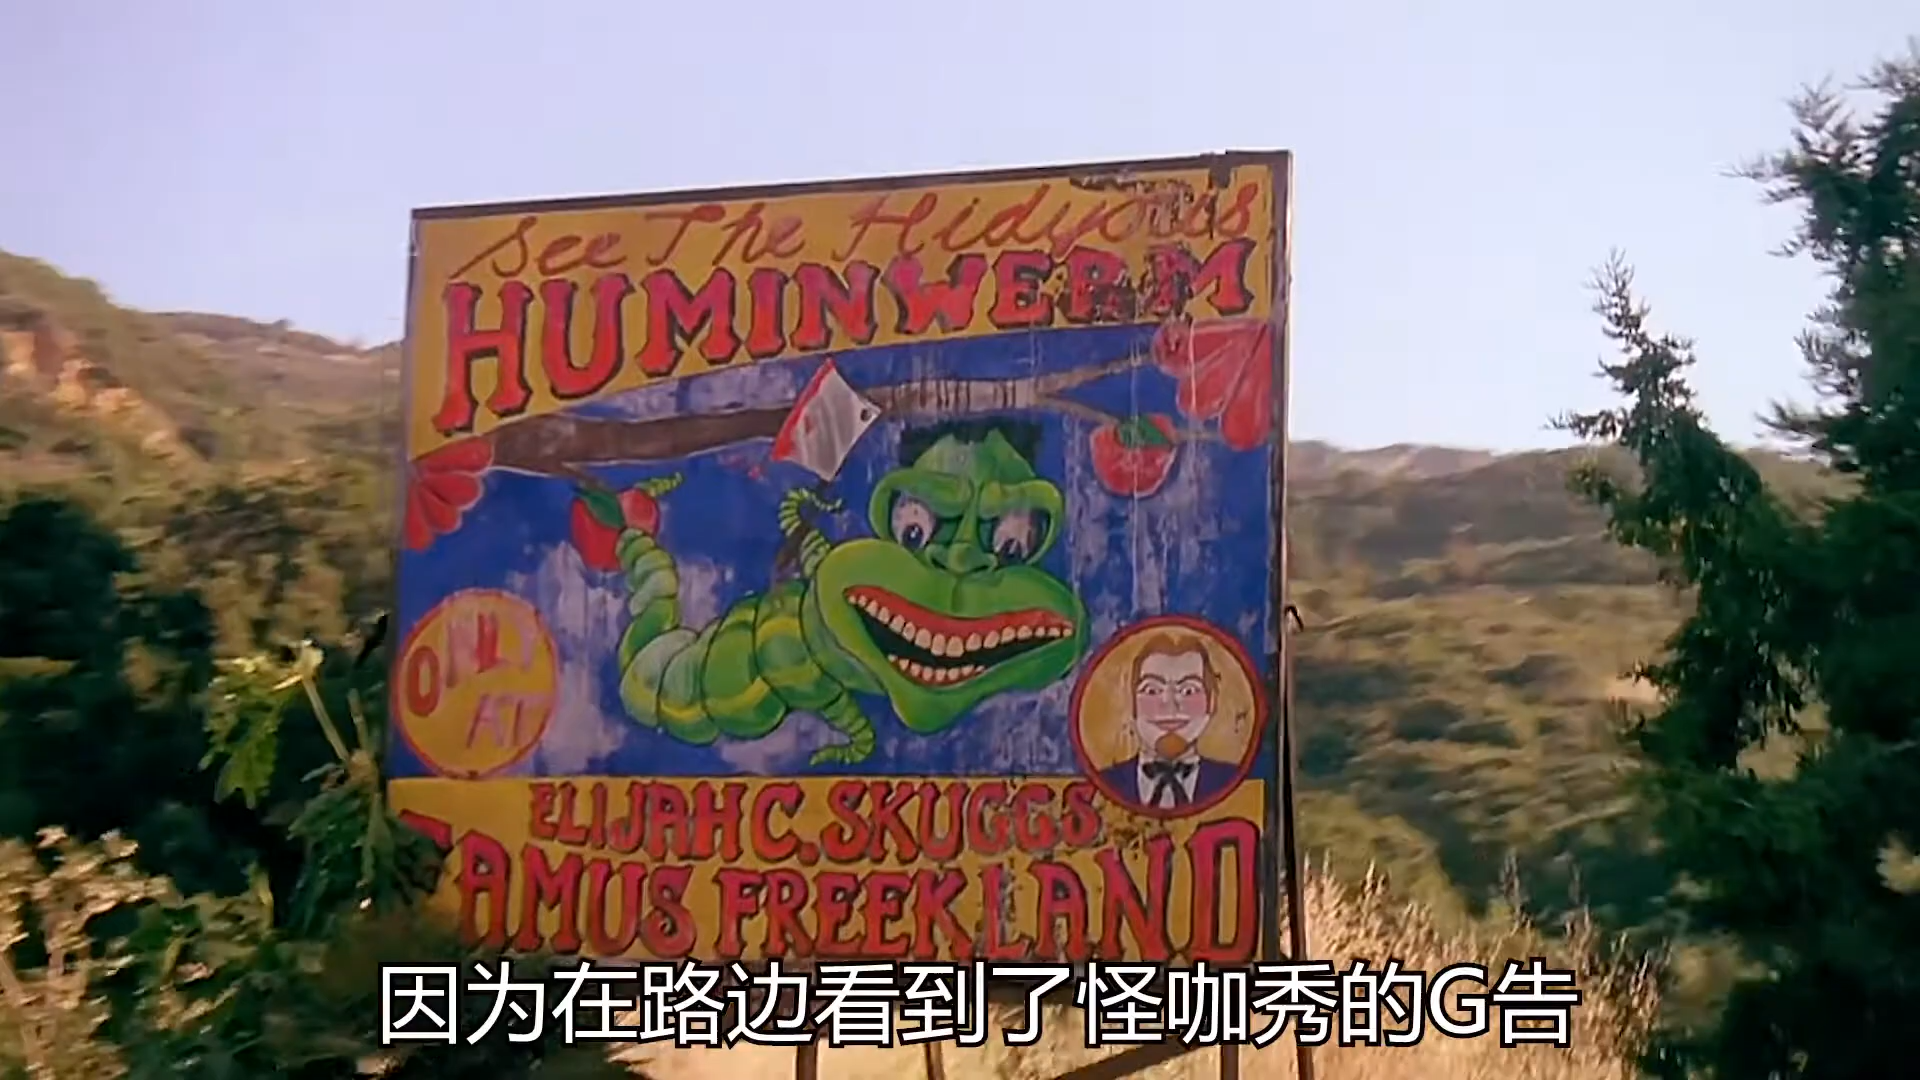 See The Hidyous
HUMINWERM
ONLY
AT
ELIJAH C. SKUGGS
FAMUS FREEKLAND
因为在路边看到了怪咖秀的G告